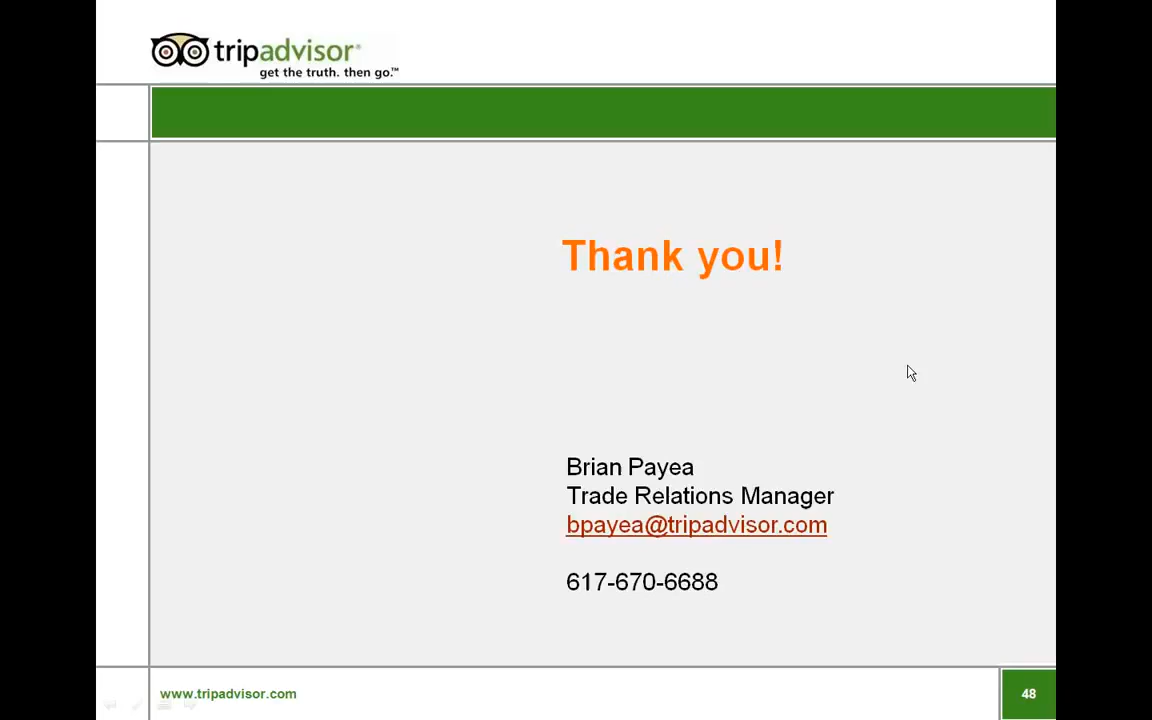 tripadvisor®
get the truth. then go.™
Thank you!
Brian Payea
Trade Relations Manager
bpayea@tripadvisor.com
617-670-6688
www.tripadvisor.com
48